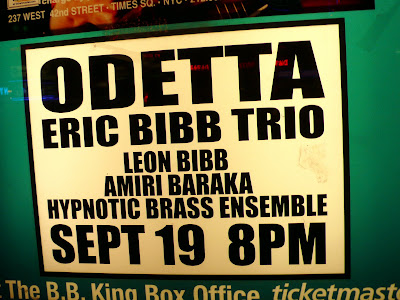 237 WEST 42nd STREET · TIMES SQ. · NYC ·
ODETTA
ERIC BIBB TRIO
LEON BIBB
AMIRI BARAKA
HYPNOTIC BRASS ENSEMBLE
SEPT 19 8PM
The B.B. King Box Office ticketmaste